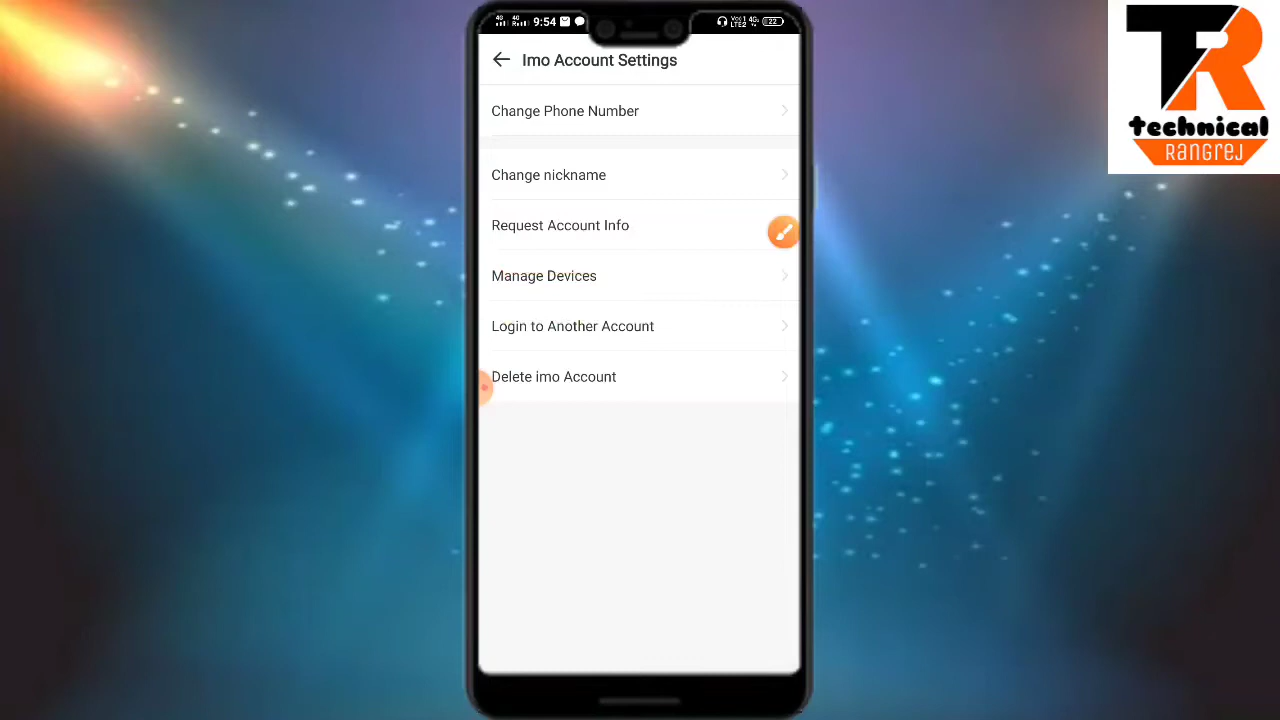 9:54
22
Imo Account Settings
Change Phone Number
Change nickname
Request Account Info
Manage Devices
Login to Another Account
Delete imo Account
TR
technical
Rangrej